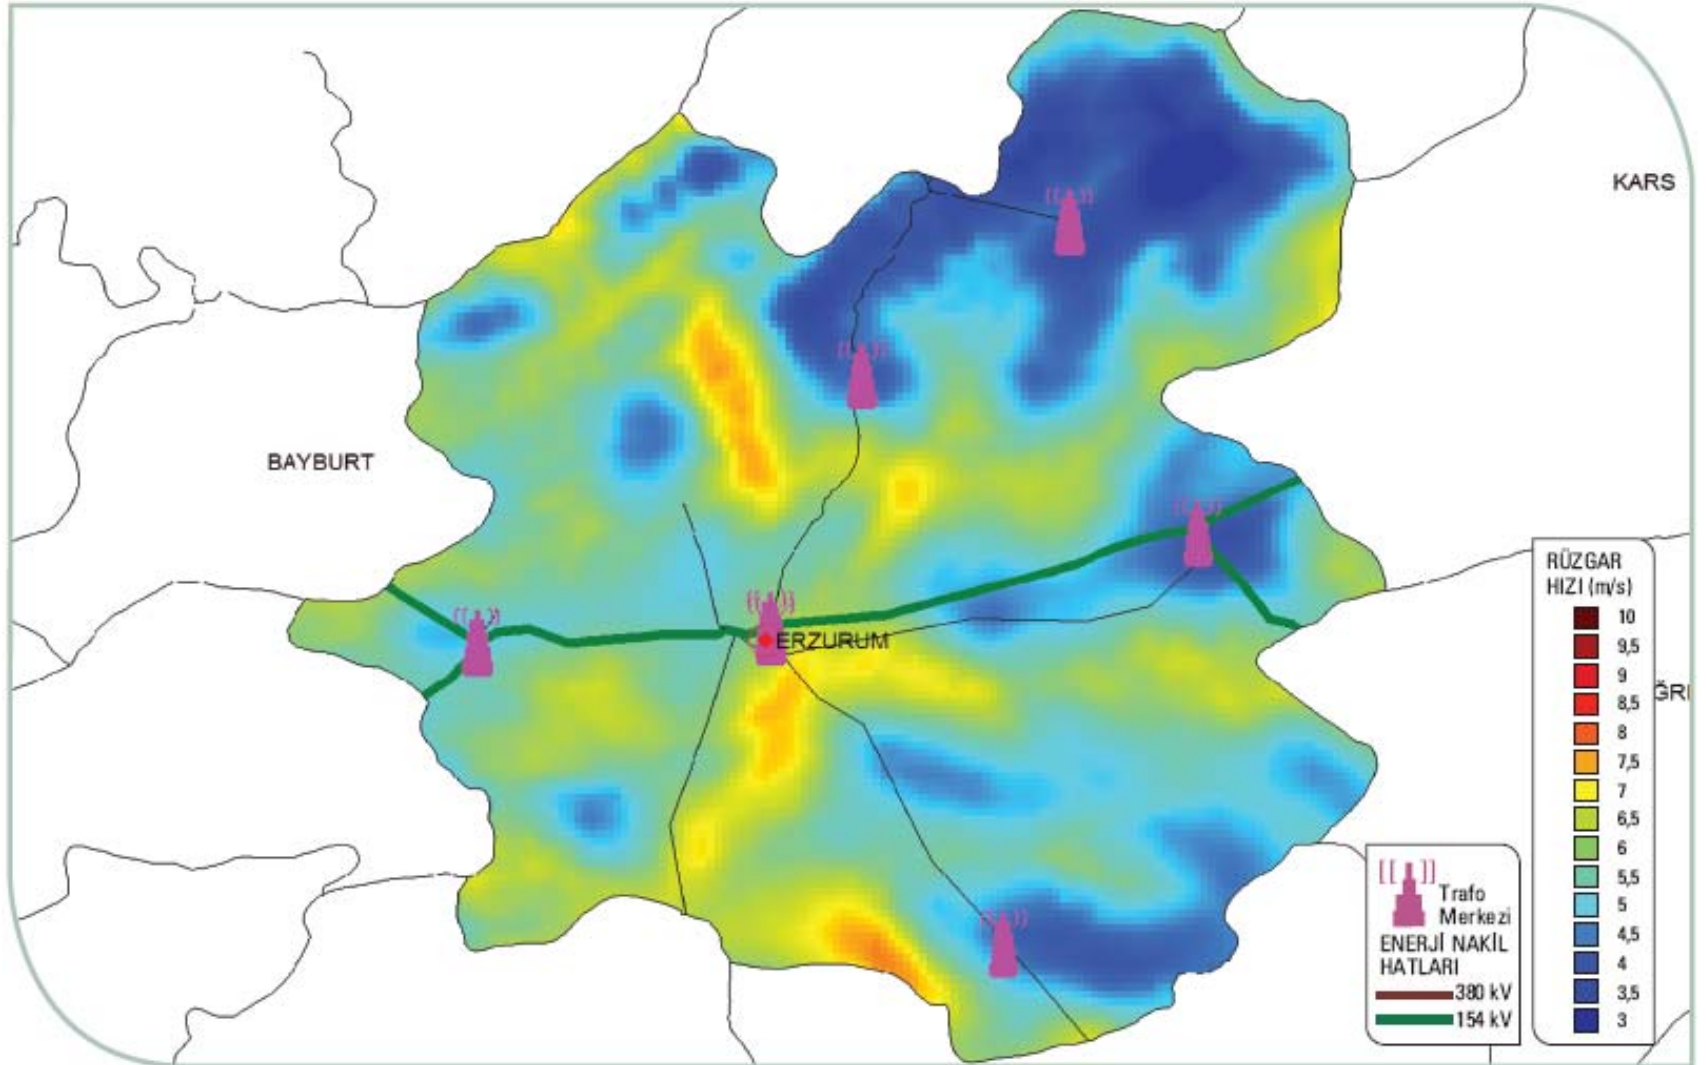 KARS
BAYBURT
ERZURUM
ĞRI
RÜZGAR
HIZI (m/s)
10
9,5
9
8,5
8
7,5
7
6,5
6
5,5
5
4,5
4
3,5
3
Trafo
Merkezi
ENERJİ NAKİL
HATLARI
380 kV
154 kV